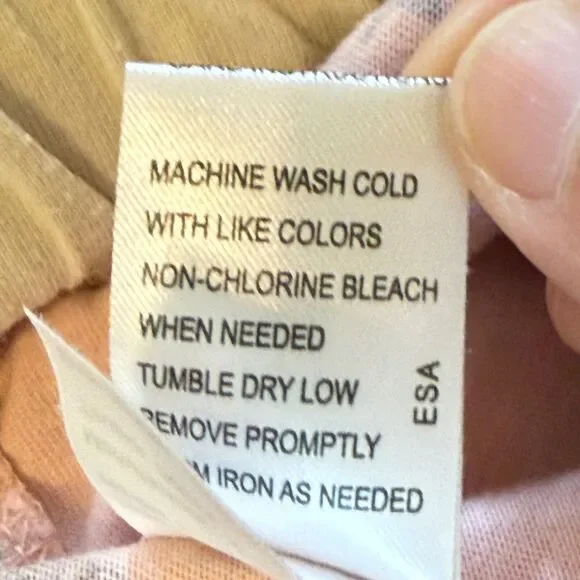 MACHINE WASH COLD
WITH LIKE COLORS
NON-CHLORINE BLEACH
WHEN NEEDED
TUMBLE DRY LOW
REMOVE PROMPTLY
IRON AS NEEDED
ESA